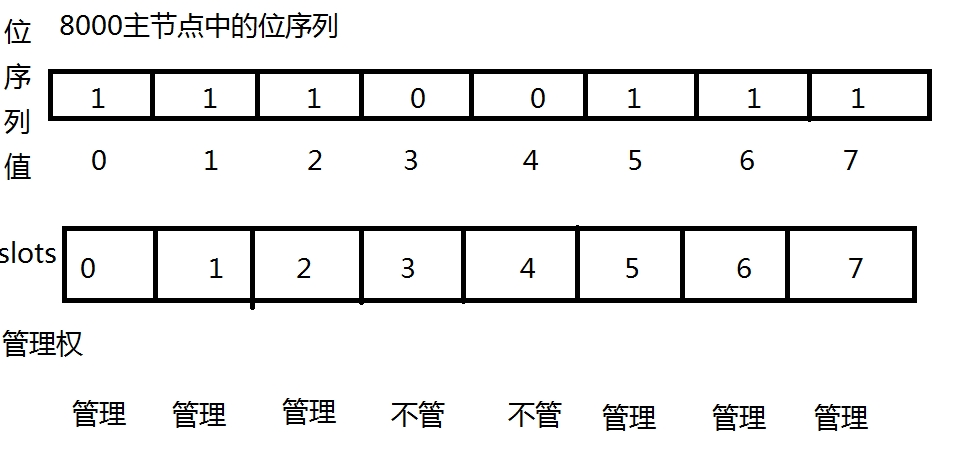 位序列值
8000主节点中的位序列
1 1 1 0 0 1 1 1
0 1 2 3 4 5 6 7
slots
0 1 2 3 4 5 6 7
管理权
管理 管理 管理 不管 不管 管理 管理 管理